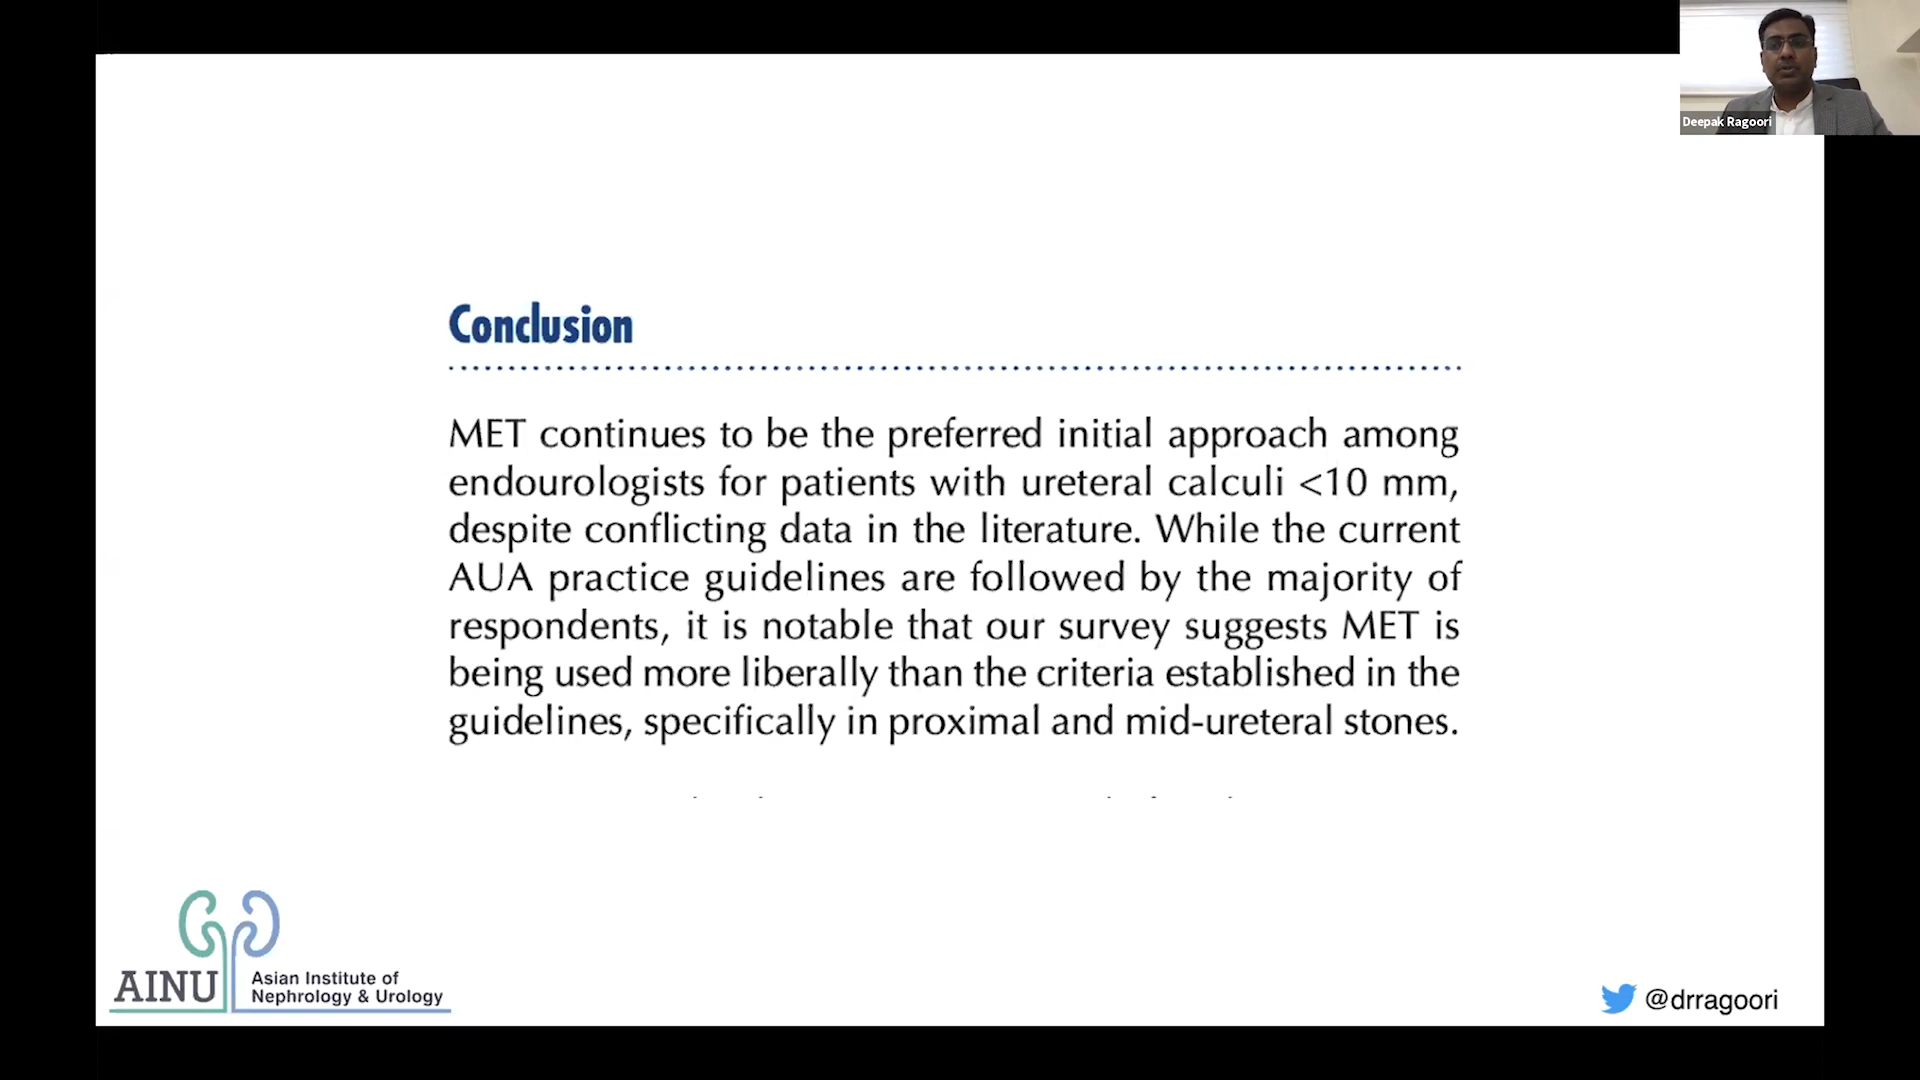 Deepak Ragoori
Conclusion
MET continues to be the preferred initial approach among
endourologists for patients with ureteral calculi <10 mm,
despite conflicting data in the literature. While the current
AUA practice guidelines are followed by the majority of
respondents, it is notable that our survey suggests MET is
being used more liberally than the criteria established in the
guidelines, specifically in proximal and mid-ureteral stones.
AINU
Asian Institute of
Nephrology & Urology
@drragoori